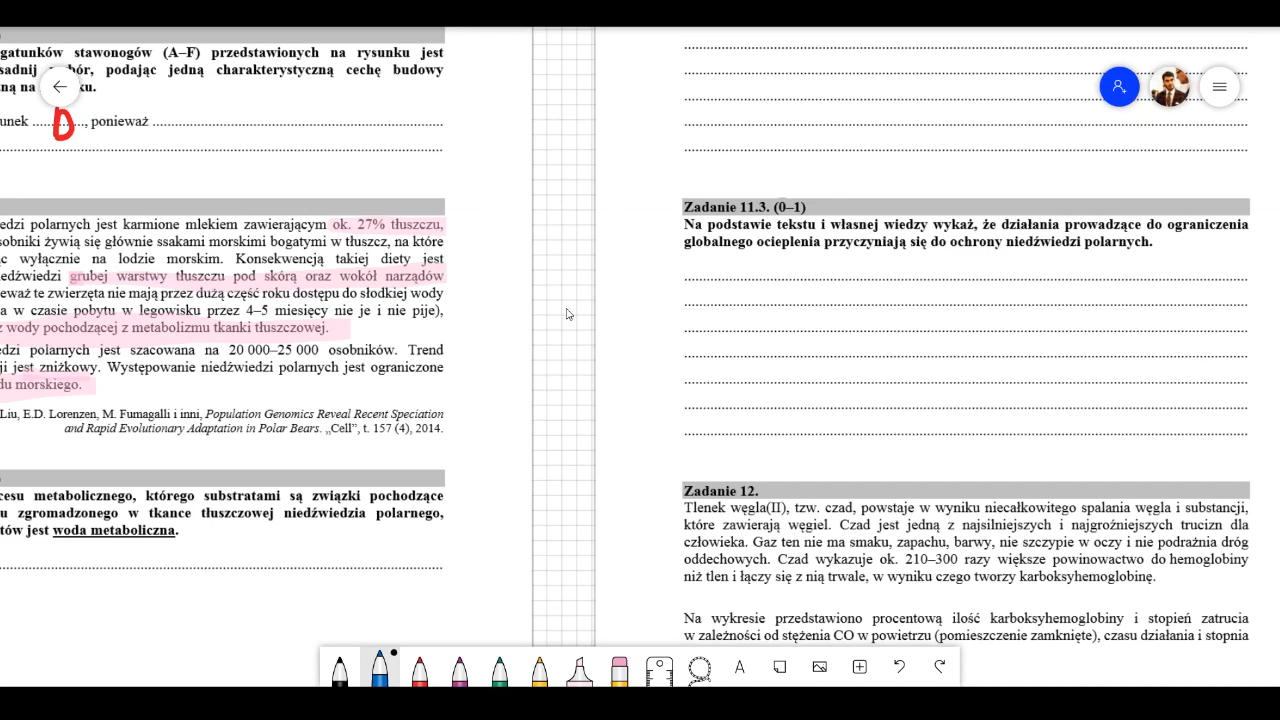 gatunków stawonogów (A–F) przedstawionych na rysunku jest
sadnij wybór, podając jedną charakterystyczną cechę budowy
ną na ku.
unek .........., ponieważ ..........
D
edzi polarnych jest karmione mlekiem zawierającym ok. 27% tłuszczu,
sobniki żywią się głównie ssakami morskimi bogatymi w tłuszcz, na które
ąc wyłącznie na lodzie morskim. Konsekwencją takiej diety jest
iedźwiedzi grubej warstwy tłuszczu pod skórą oraz wokół narządów
eważ te zwierzęta nie mają przez dużą część roku dostępu do słodkiej wody
a w czasie pobytu w legowisku przez 4–5 miesięcy nie je i nie pije),
z wody pochodzącej z metabolizmu tkanki tłuszczowej.
edzi polarnych jest szacowana na 20 000–25 000 osobników. Trend
ji jest zniżkowy. Występowanie niedźwiedzi polarnych jest ograniczone
du morskiego.
Liu, E.D. Lorenzen, M. Fumagalli i inni, Population Genomics Reveal Recent Speciation
and Rapid Evolutionary Adaptation in Polar Bears. „Cell”, t. 157 (4), 2014.
cesu metabolicznego, którego substratami są związki pochodzące
u zgromadzonego w tkance tłuszczowej niedźwiedzia polarnego,
tów jest woda metaboliczna.
Zadanie 11.3. (0–1)
Na podstawie tekstu i własnej wiedzy wykaż, że działania prowadzące do ograniczenia
globalnego ocieplenia przyczyniają się do ochrony niedźwiedzi polarnych.
Zadanie 12.
Tlenek węgla(II), tzw. czad, powstaje w wyniku niecałkowitego spalania węgla i substancji,
które zawierają węgiel. Czad jest jedną z najsilniejszych i najgroźniejszych trucizn dla
człowieka. Gaz ten nie ma smaku, zapachu, barwy, nie szczypie w oczy i nie podrażnia dróg
oddechowych. Czad wykazuje ok. 210–300 razy większe powinowactwo do hemoglobiny
niż tlen i łączy się z nią trwale, w wyniku czego tworzy karboksyhemoglobinę.
Na wykresie przedstawiono procentową ilość karboksyhemoglobiny i stopień zatrucia
w zależności od stężenia CO w powietrzu (pomieszczenie zamknięte), czasu działania i stopnia
A